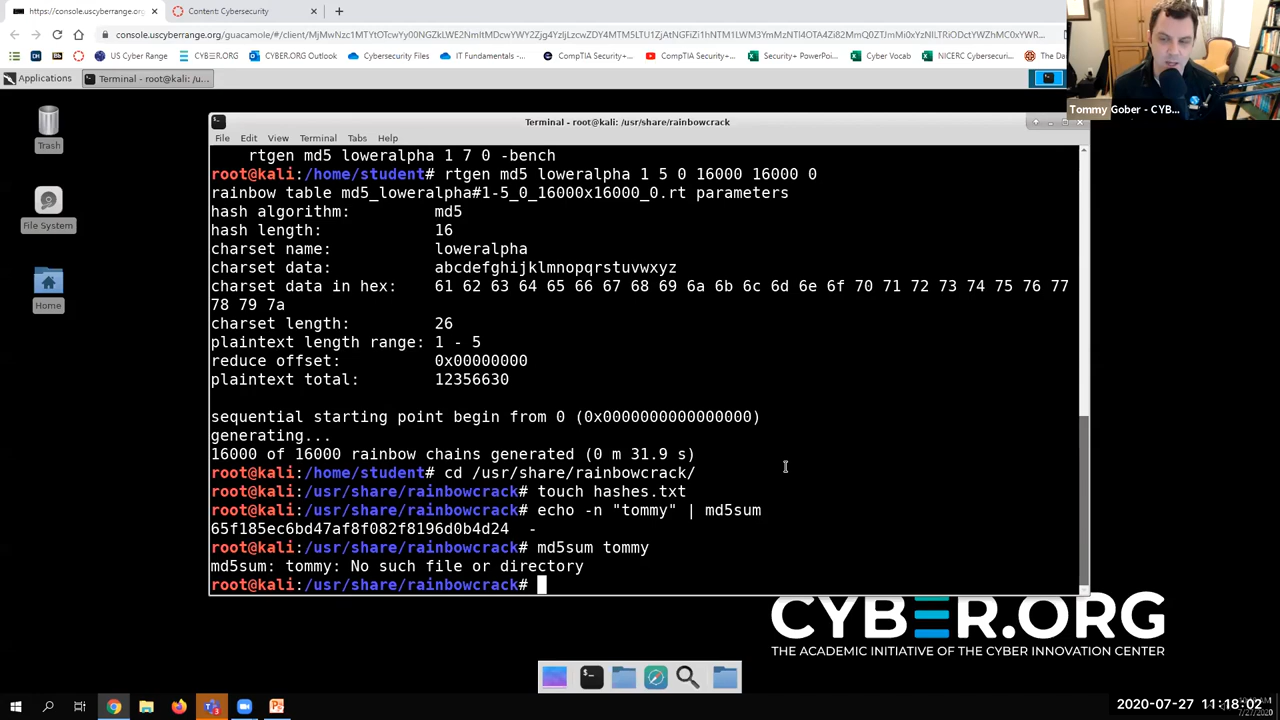 https://console.uscyberrange.org/
Content: Cybersecurity
console.uscyberrange.org/guacamole/#/client/
US Cyber Range
CYBER.ORG
CYBER.ORG Outlook
Cybersecurity Files
IT Fundamentals -...
CompTIA Security+...
CompTIA Security+...
Security+ PowerPoi...
Cyber Vocab
NICERC Cybersecuri...
Applications
Terminal - root@kali: /u...
Tommy Gober - CYB...
Trash
File System
Home
Terminal - root@kali: /usr/share/rainbowcrack
File Edit View Terminal Tabs Help
rtgen md5 loweralpha 1 7 0 -bench
root@kali:/home/student# rtgen md5 loweralpha 1 5 0 16000 16000 0
rainbow table md5_loweralpha#1-5_0_16000x16000_0.rt parameters
hash algorithm: md5
hash length: 16
charset name: loweralpha
charset data: abcdefghijklmnopqrstuvwxyz
charset data in hex: 61 62 63 64 65 66 67 68 69 6a 6b 6c 6d 6e 6f 70 71 72 73 74 75 76 77
78 79 7a
charset length: 26
plaintext length range: 1 - 5
reduce offset: 0x00000000
plaintext total: 12356630
sequential starting point begin from 0 (0x0000000000000000)
generating...
16000 of 16000 rainbow chains generated (0 m 31.9 s)
root@kali:/home/student# cd /usr/share/rainbowcrack/
root@kali:/usr/share/rainbowcrack# touch hashes.txt
root@kali:/usr/share/rainbowcrack# echo -n "tommy" | md5sum
65f185ec6bd47af8f082f8196d0b4d24 -
root@kali:/usr/share/rainbowcrack# md5sum tommy
md5sum: tommy: No such file or directory
root@kali:/usr/share/rainbowcrack#
CYBER.ORG
THE ACADEMIC INITIATIVE OF THE CYBER INNOVATION CENTER
2020-07-27 11:18:02